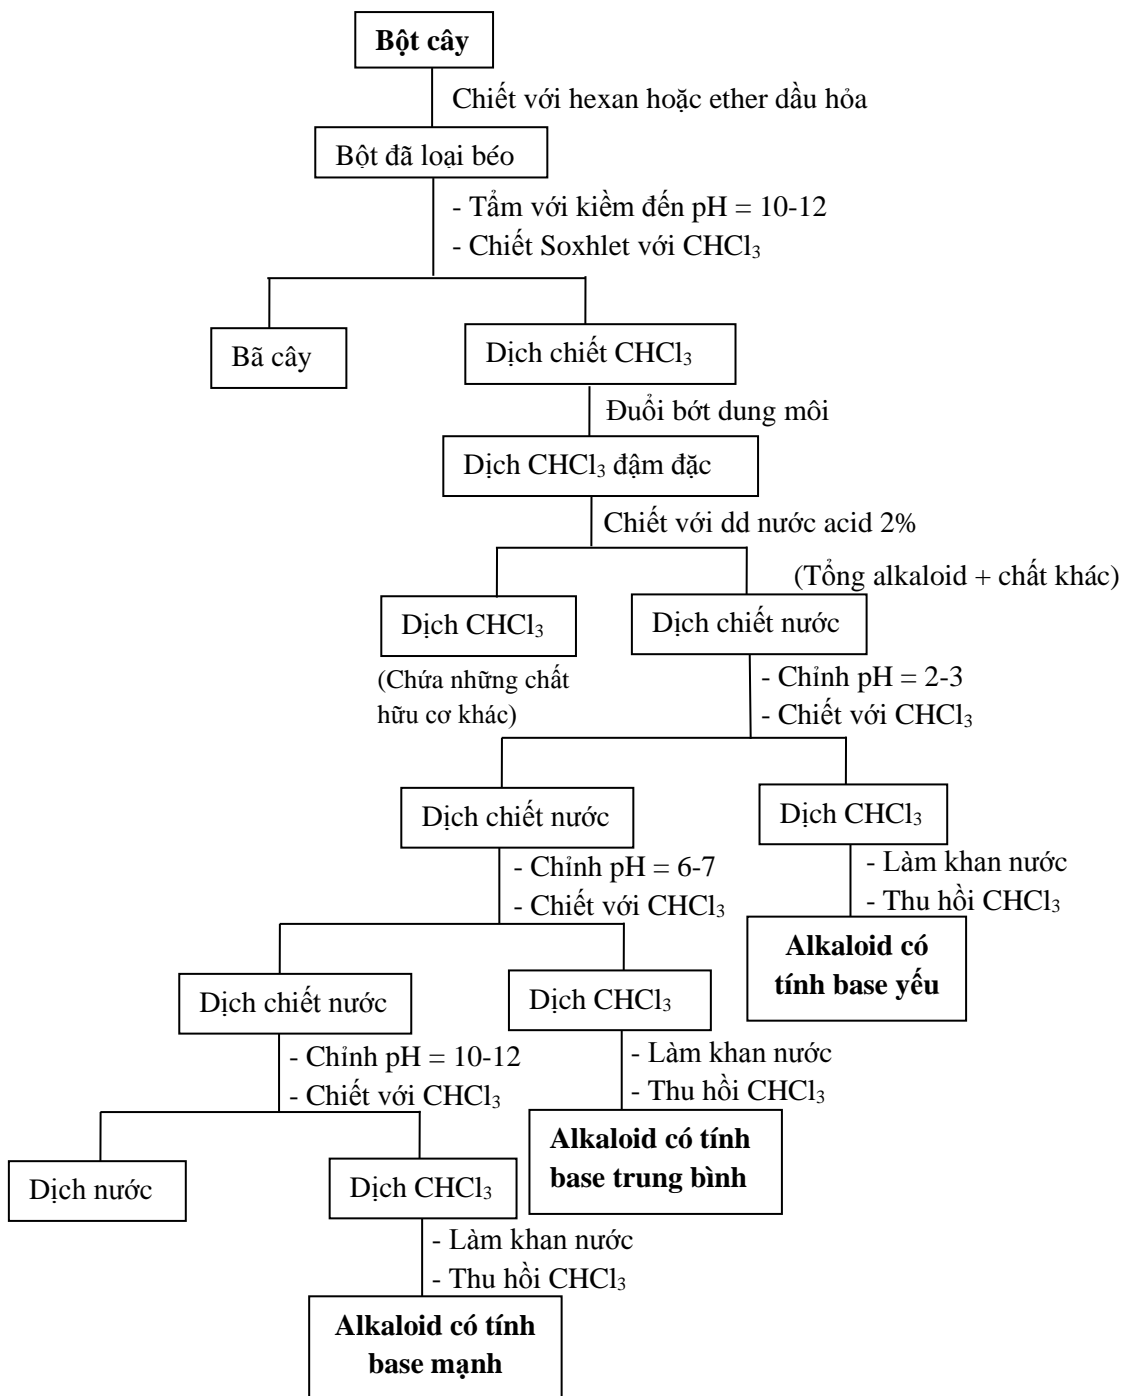 Bột cây
Chiết với hexan hoặc ether dầu hỏa
Bột đã loại béo
- Tẩm với kiềm đến pH = 10-12
- Chiết Soxhlet với CHCl₃
Bã cây
Dịch chiết CHCl₃
Đuổi bớt dung môi
Dịch CHCl₃ đậm đặc
Chiết với dd nước acid 2%
(Tổng alkaloid + chất khác)
Dịch CHCl₃
Dịch chiết nước
(Chứa những chất
hữu cơ khác)
- Chỉnh pH = 2-3
- Chiết với CHCl₃
Dịch chiết nước
Dịch CHCl₃
- Chỉnh pH = 6-7
- Chiết với CHCl₃
- Làm khan nước
- Thu hồi CHCl₃
Alkaloid có
tính base yếu
Dịch chiết nước
Dịch CHCl₃
- Chỉnh pH = 10-12
- Chiết với CHCl₃
- Làm khan nước
- Thu hồi CHCl₃
Alkaloid có tính
base trung bình
Dịch nước
Dịch CHCl₃
- Làm khan nước
- Thu hồi CHCl₃
Alkaloid có tính
base mạnh